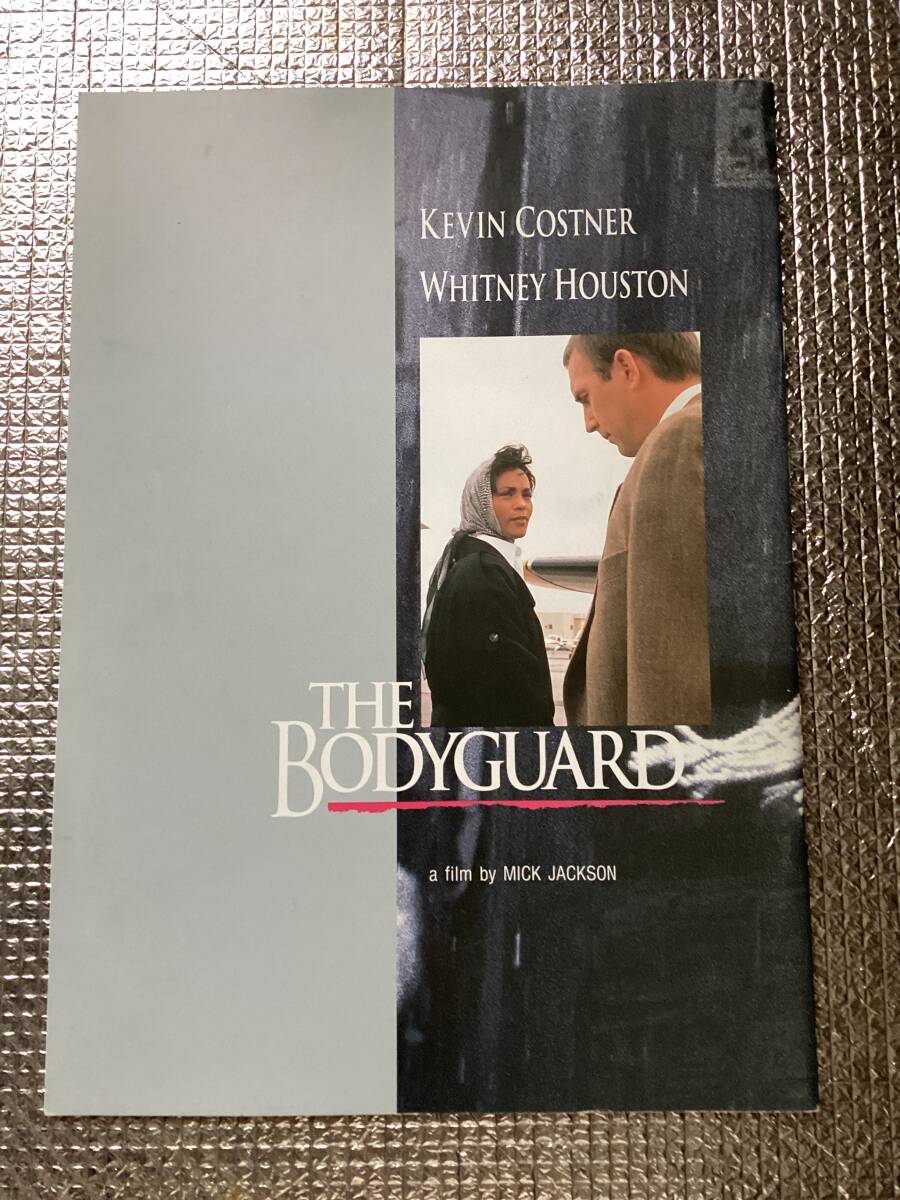 KEVIN COSTNER
WHITNEY HOUSTON
THE
BODYGUARD
a film by MICK JACKSON